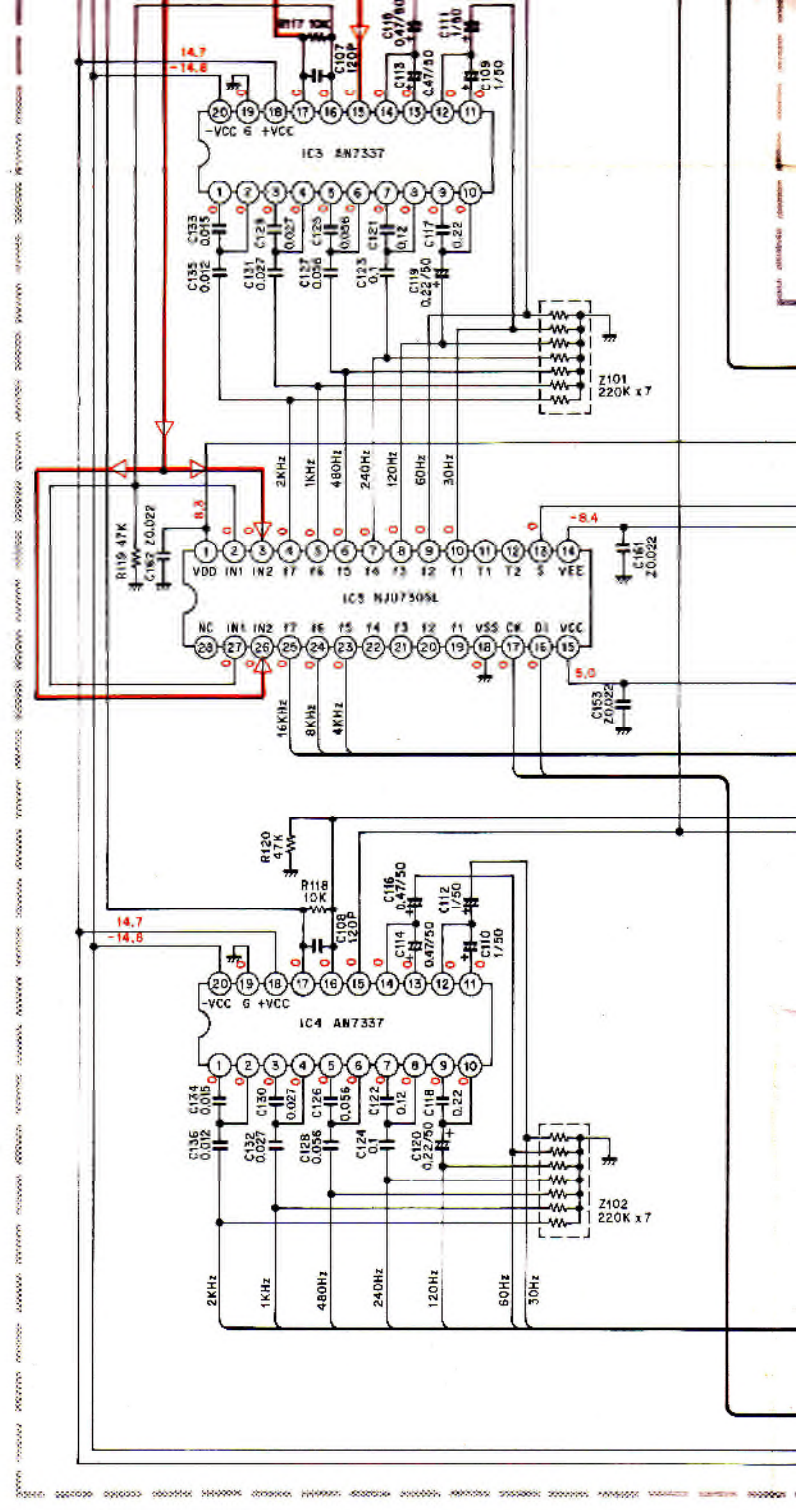 R117 10K
C107
120P
C115
0.47/50
C111
1/50
C113
0.47/50
C109
1/50
14.7
-14.8
20 19 18 17 16 15 14 13 12 11
-VCC G +VCC
IC3 AN7337
1 2 3 4 5 6 7 8 9 10
C133
0.015
C129
0.027
C125
0.056
C121
0.12
C117
0.22
C135
0.012
C131
0.027
C127
0.056
C123
0.1
C119
0.22/50
Z101
220K x7
2KHz
1KHz
480Hz
240Hz
120Hz
60Hz
30Hz
R119 47K
C162 Z0.022
8.3
-8.4
1 2 3 4 5 6 7 8 9 10 11 12 13 14
VDD IN1 IN2 f7 f6 f5 f4 f3 f2 f1 T1 T2 S VEE
C161
Z0.022
IC5 NJU7305L
NC IN1 IN2 f7 f6 f5 f4 f3 f2 f1 VSS CK DI VCC
28 27 26 25 24 23 22 21 20 19 18 17 16 15
5.0
C153
Z0.022
16KHz
8KHz
4KHz
R120
47K
R118
10K
C108
120P
C116
0.47/50
C112
1/50
C114
0.47/50
C110
1/50
14.7
-14.8
20 19 18 17 16 15 14 13 12 11
-VCC G +VCC
IC4 AN7337
1 2 3 4 5 6 7 8 9 10
C134
0.015
C130
0.027
C126
0.056
C122
0.12
C118
0.22
C136
0.012
C132
0.027
C128
0.056
C124
0.1
C120
0.22/50
Z102
220K x7
2KHz
1KHz
480Hz
240Hz
120Hz
60Hz
30Hz